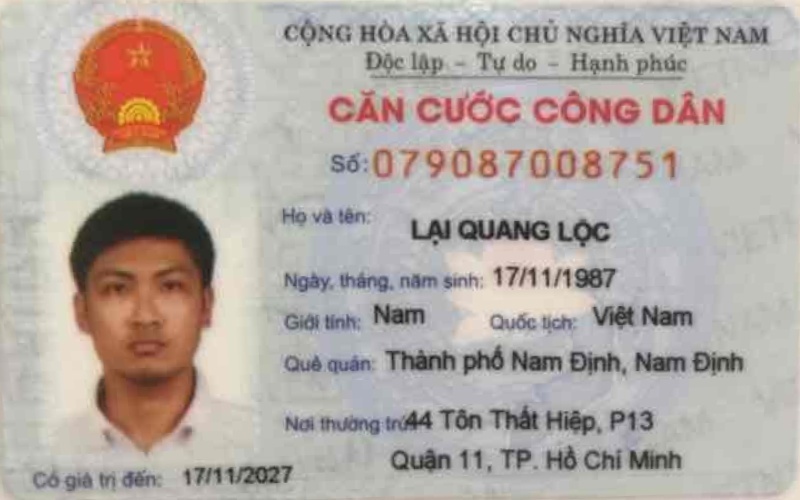 CỘNG HÒA XÃ HỘI CHỦ NGHĨA VIỆT NAM
Độc lập - Tự do - Hạnh phúc
CĂN CƯỚC CÔNG DÂN
Số: 079087008751
Họ và tên: LẠI QUANG LỘC
Ngày, tháng, năm sinh: 17/11/1987
Giới tính: Nam Quốc tịch: Việt Nam
Quê quán: Thành phố Nam Định, Nam Định
Nơi thường trú: 44 Tôn Thất Hiệp, P13
Quận 11, TP. Hồ Chí Minh
Có giá trị đến: 17/11/2027